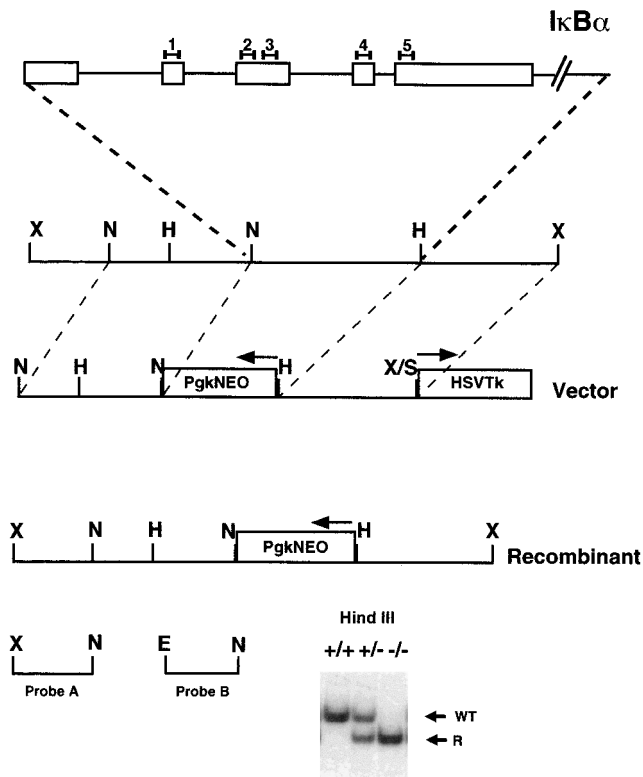 IκBα
1 2 3 4 5
X N H N H X
N H N PgkNEO H X/S HSVTk Vector
X N H N PgkNEO H X Recombinant
X N E N
Probe A Probe B
Hind III
+/+ +/- -/-
WT
R